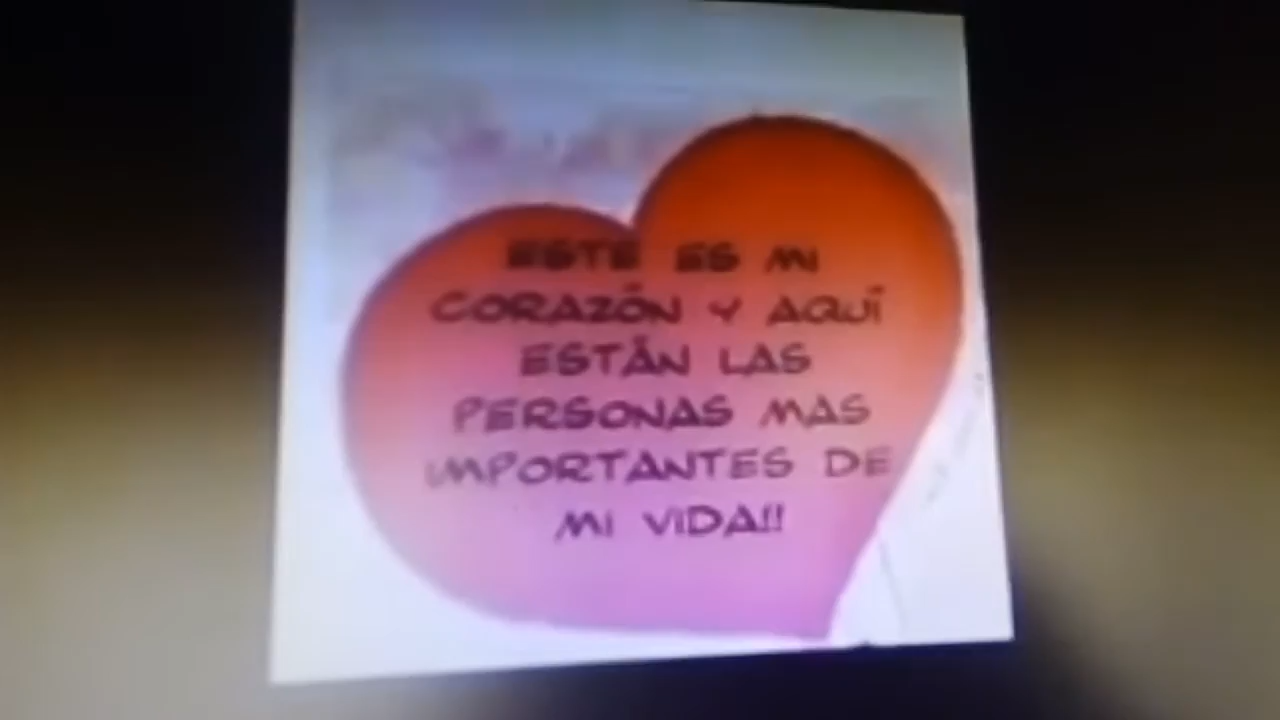 ESTE ES MI
CORAZÓN Y AQUÍ
ESTÁN LAS
PERSONAS MAS
IMPORTANTES DE
MI VIDA!!